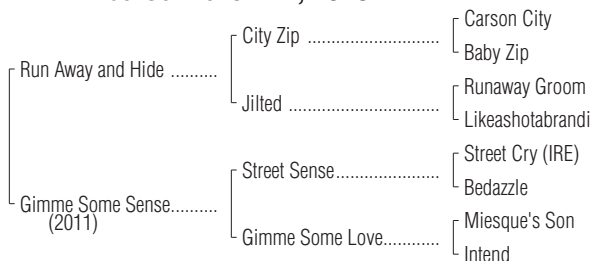 City Zip ....................................
Carson City
Baby Zip
Run Away and Hide ..........
Jilted .........................................
Runaway Groom
Likeashotabrandi
Street Sense............................
Street Cry (IRE)
Bedazzle
Gimme Some Sense..........
(2011)
Gimme Some Love............
Miesque's Son
Intend